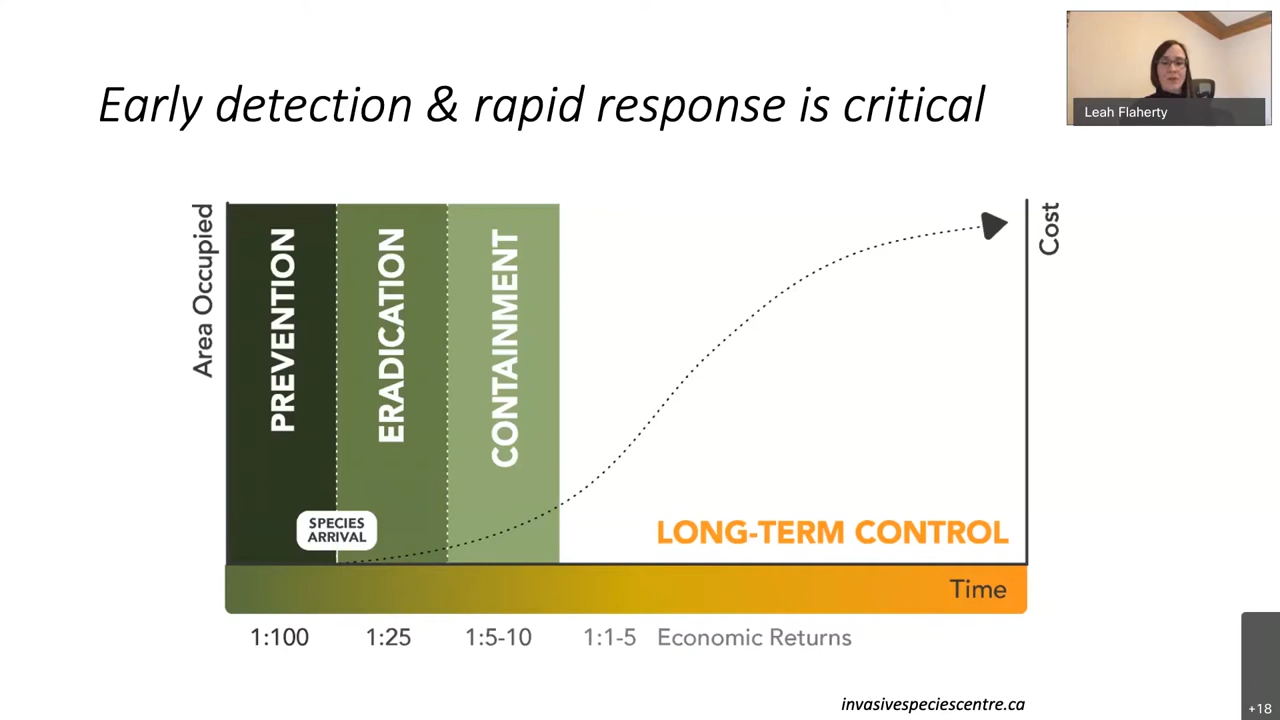 Early detection & rapid response is critical
Leah Flaherty
Area Occupied
PREVENTION
ERADICATION
CONTAINMENT
Cost
SPECIES
ARRIVAL
LONG-TERM CONTROL
Time
1:100 1:25 1:5-10 1:1-5 Economic Returns
invasivespeciescentre.ca
+18